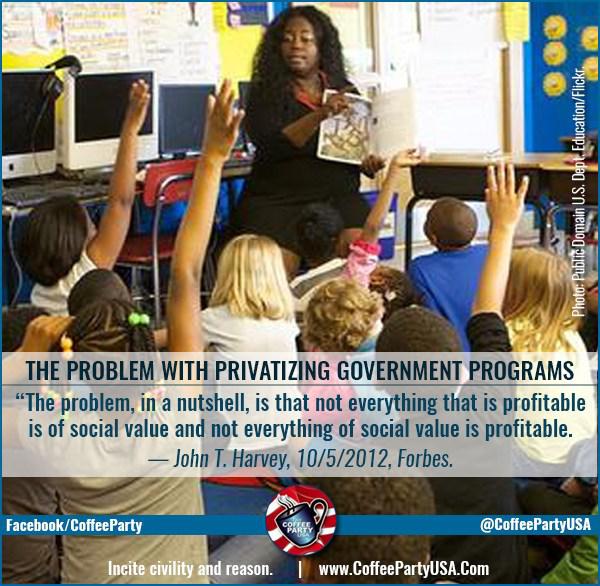 Photo: Public Domain U.S. Dept. Education/Flickr.
THE PROBLEM WITH PRIVATIZING GOVERNMENT PROGRAMS
“The problem, in a nutshell, is that not everything that is profitable
is of social value and not everything of social value is profitable.
— John T. Harvey, 10/5/2012, Forbes.
Facebook/CoffeeParty
COFFEE
PARTY
USA
@CoffeePartyUSA
Incite civility and reason. | www.CoffeePartyUSA.Com